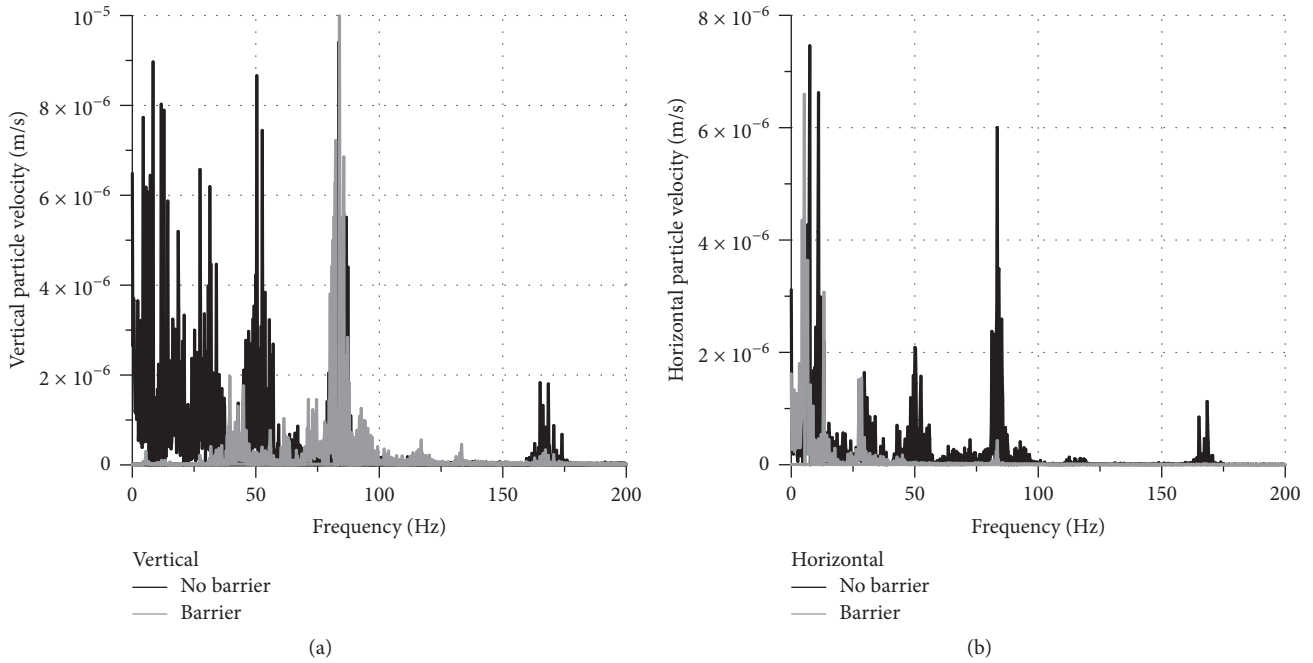 10⁻⁵
8 × 10⁻⁶
6 × 10⁻⁶
4 × 10⁻⁶
2 × 10⁻⁶
0
Vertical particle velocity (m/s)
0 50 100 150 200
Frequency (Hz)
Vertical
No barrier
Barrier
(a)
8 × 10⁻⁶
6 × 10⁻⁶
4 × 10⁻⁶
2 × 10⁻⁶
0
Horizontal particle velocity (m/s)
0 50 100 150 200
Frequency (Hz)
Horizontal
No barrier
Barrier
(b)